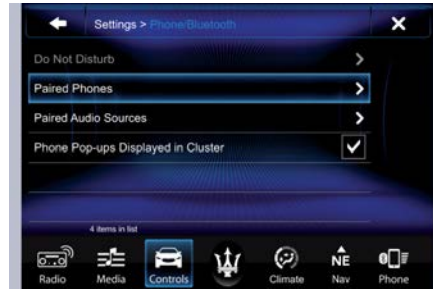 Settings > Phone/Bluetooth
Do Not Disturb
Paired Phones
Paired Audio Sources
Phone Pop-ups Displayed in Cluster
4 items in list
Radio
Media
Controls
Climate
NE
Nav
Phone